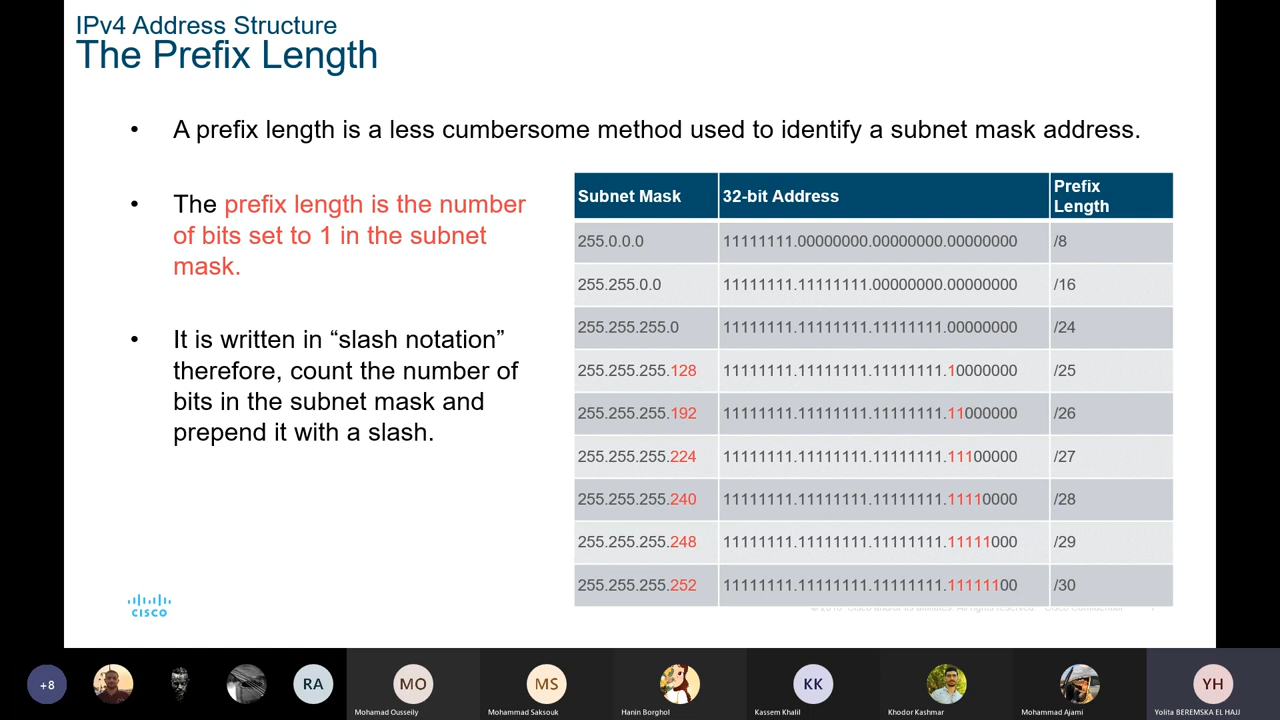 IPv4 Address Structure
The Prefix Length
• A prefix length is a less cumbersome method used to identify a subnet mask address.
• The prefix length is the number
of bits set to 1 in the subnet
mask.
• It is written in “slash notation”
therefore, count the number of
bits in the subnet mask and
prepend it with a slash.
Subnet Mask 32-bit Address Prefix Length
255.0.0.0 11111111.00000000.00000000.00000000 /8
255.255.0.0 11111111.11111111.00000000.00000000 /16
255.255.255.0 11111111.11111111.11111111.00000000 /24
255.255.255.128 11111111.11111111.11111111.10000000 /25
255.255.255.192 11111111.11111111.11111111.11000000 /26
255.255.255.224 11111111.11111111.11111111.11100000 /27
255.255.255.240 11111111.11111111.11111111.11110000 /28
255.255.255.248 11111111.11111111.11111111.11111000 /29
255.255.255.252 11111111.11111111.11111111.11111100 /30
CISCO
+8 RA MO MS KK YH
Mohamad Ousseily Mohammad Saksouk Hanin Borghol Kassem Khalil Khodor Kashmar Mohammad Ajami Yolita BEREMSKA EL HAJJ